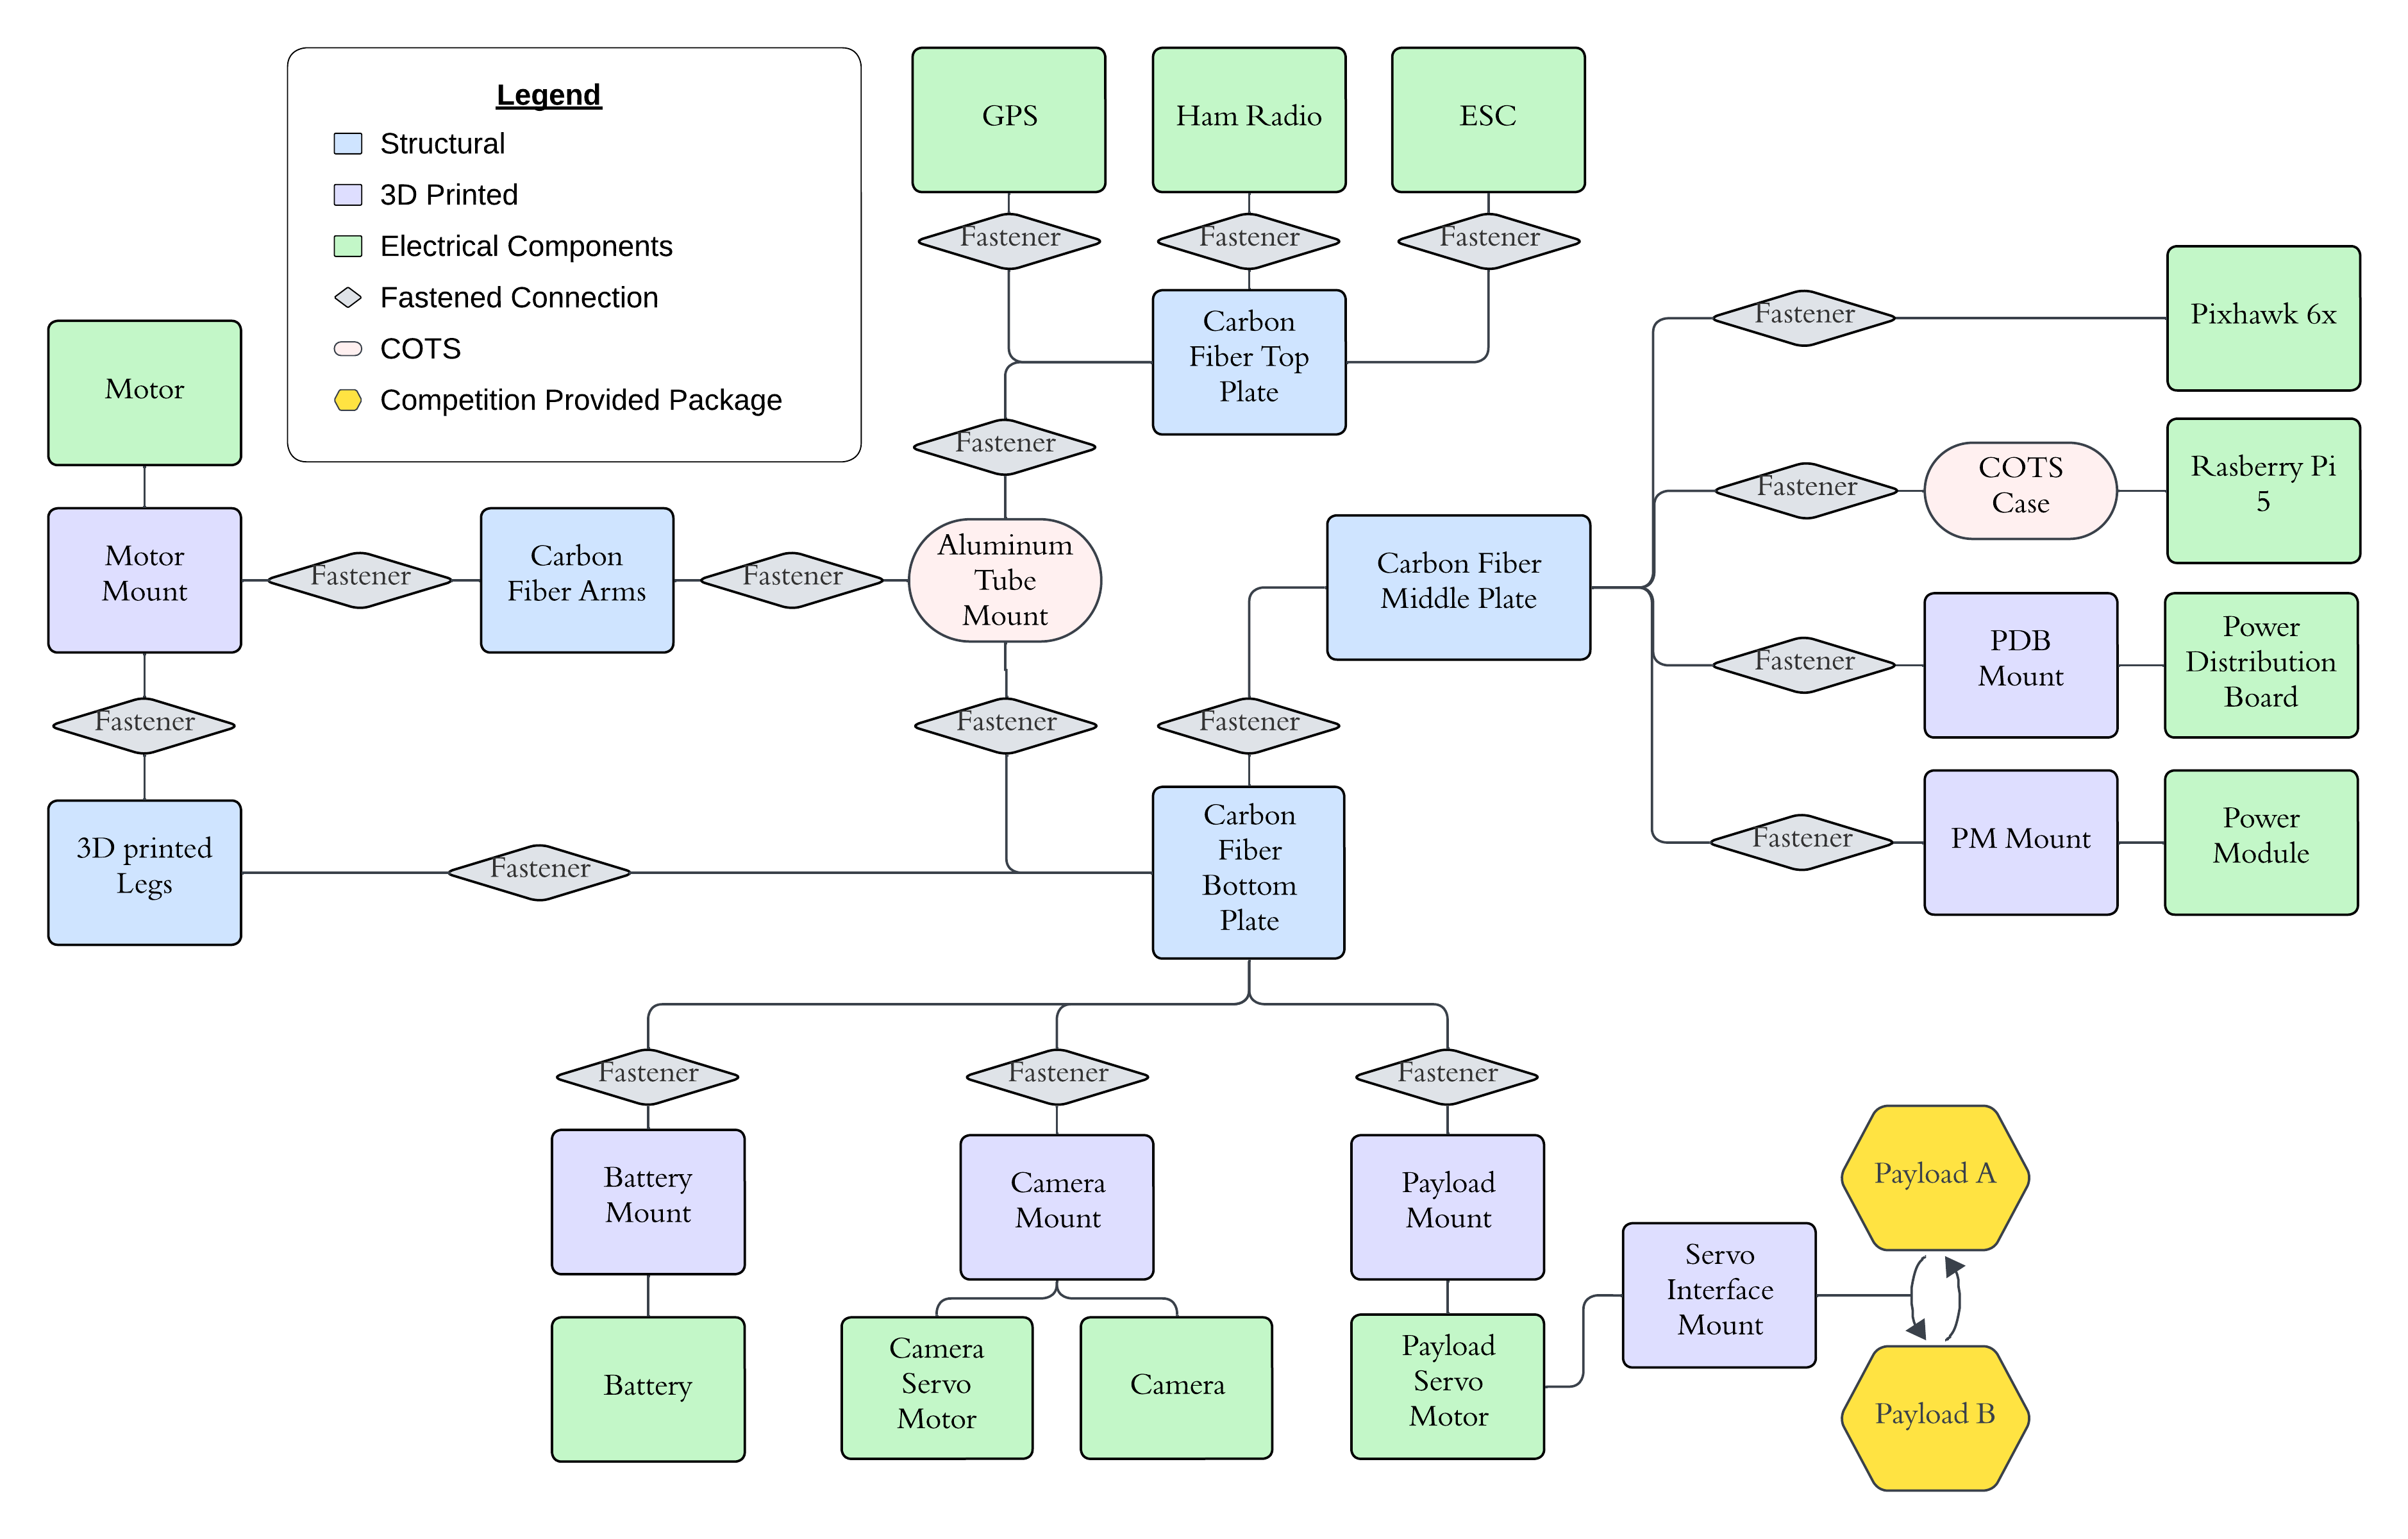 Legend
Structural
3D Printed
Electrical Components
Fastened Connection
COTS
Competition Provided Package
GPS
Ham Radio
ESC
Fastener
Fastener
Fastener
Carbon
Fiber Top
Plate
Fastener
Pixhawk 6x
Fastener
Motor
Fastener
COTS
Case
Rasberry Pi
5
Motor
Mount
Fastener
Carbon
Fiber Arms
Fastener
Aluminum
Tube
Mount
Carbon Fiber
Middle Plate
Fastener
PDB
Mount
Power
Distribution
Board
Fastener
Fastener
Fastener
Fastener
PM Mount
Power
Module
3D printed
Legs
Fastener
Carbon
Fiber
Bottom
Plate
Fastener
Fastener
Fastener
Battery
Mount
Camera
Mount
Payload
Mount
Servo
Interface
Mount
Payload A
Battery
Camera
Servo
Motor
Camera
Payload
Servo
Motor
Payload B